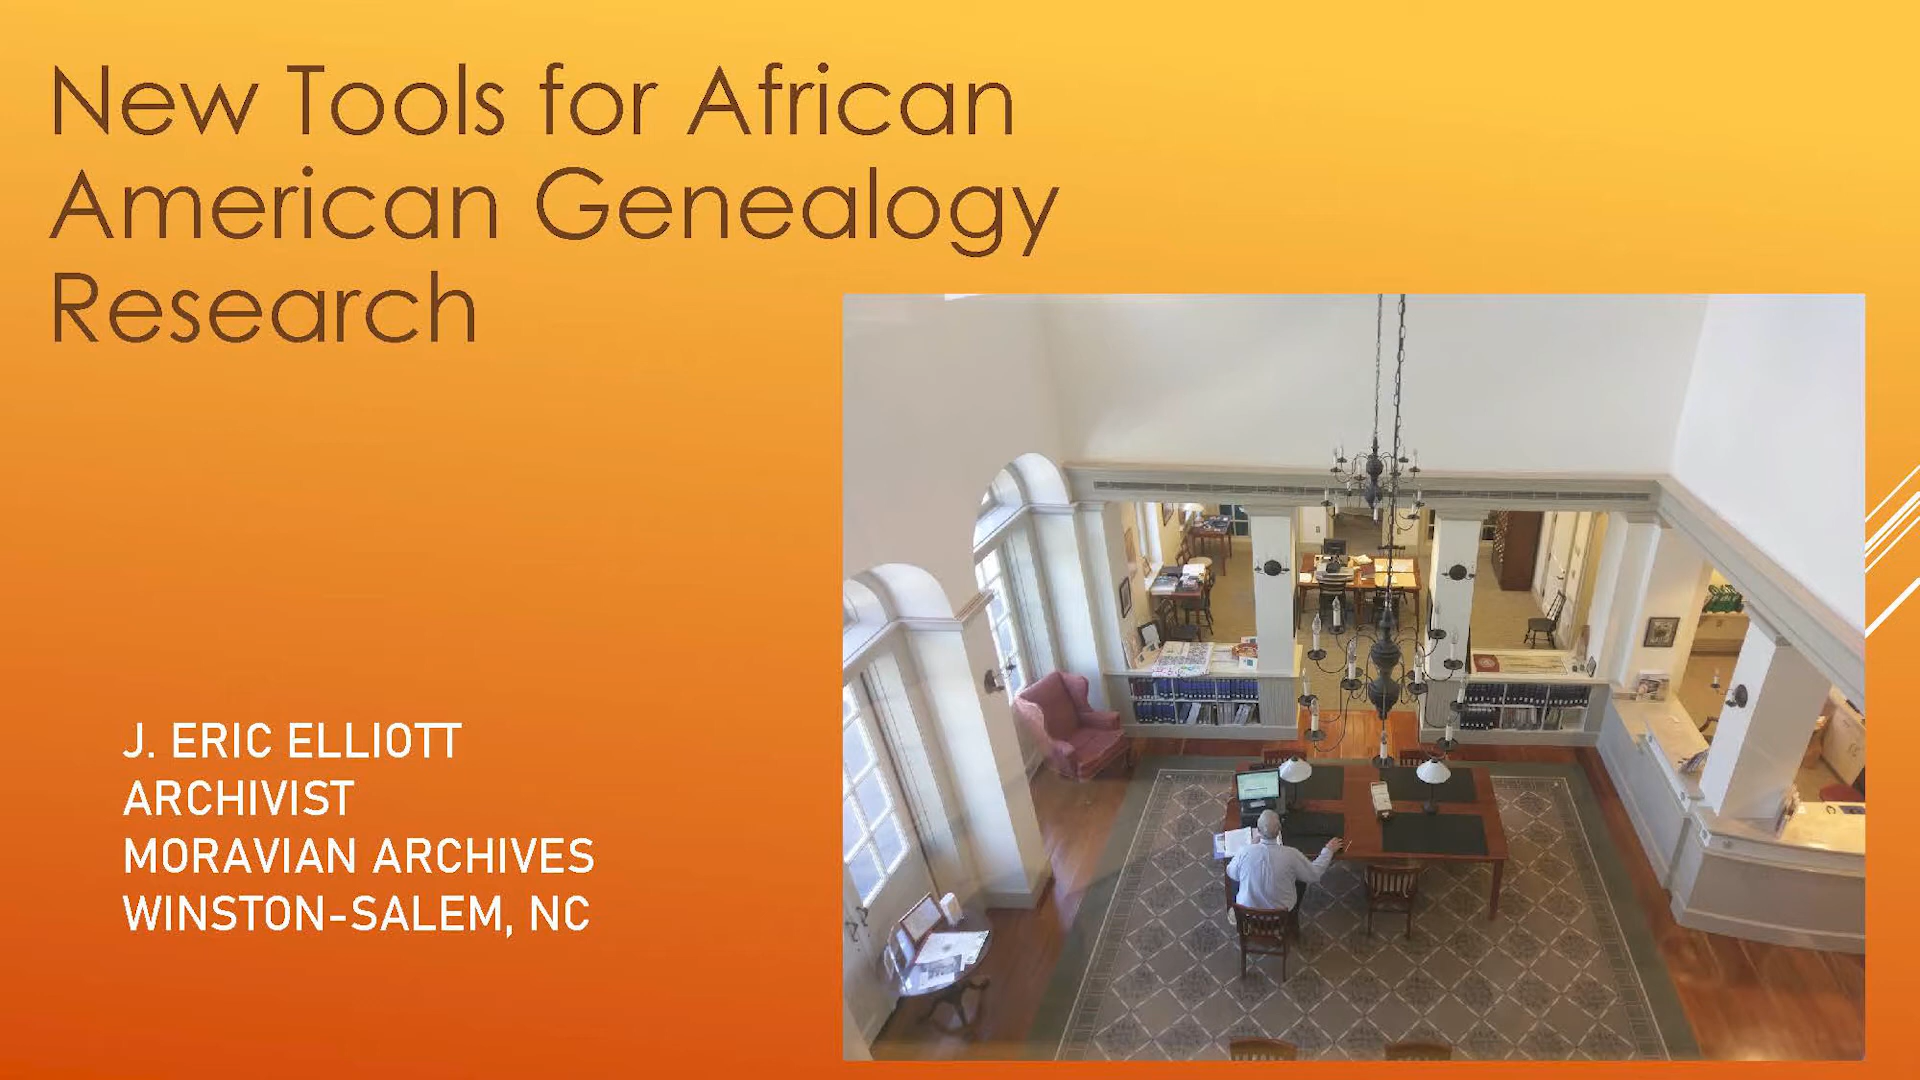 New Tools for African
American Genealogy
Research
J. ERIC ELLIOTT
ARCHIVIST
MORAVIAN ARCHIVES
WINSTON-SALEM, NC